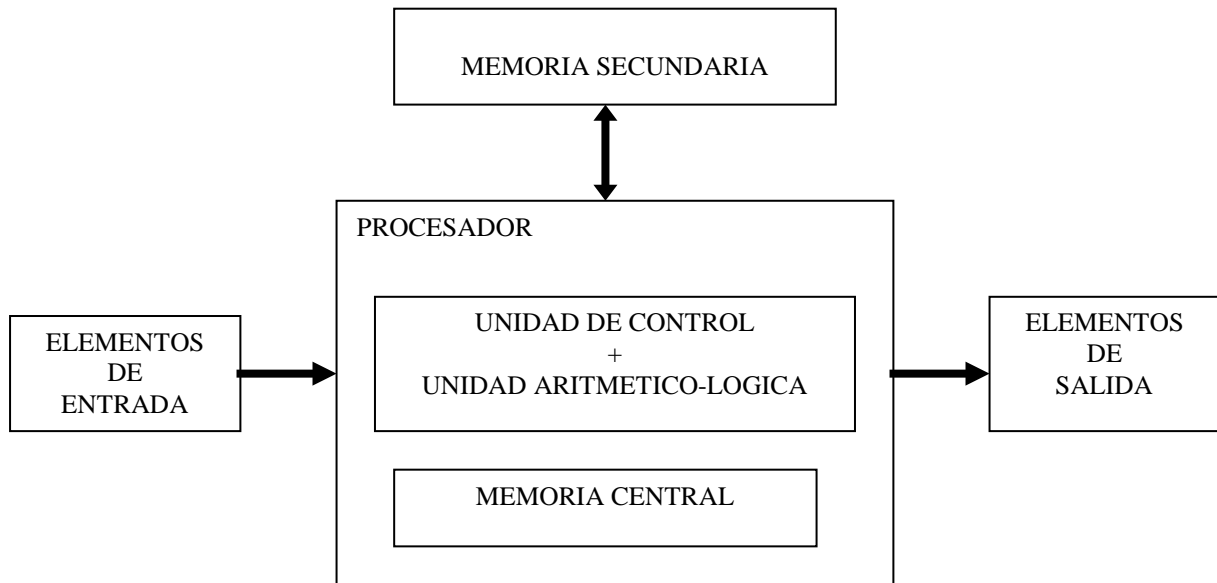 MEMORIA SECUNDARIA
PROCESADOR
UNIDAD DE CONTROL
+
UNIDAD ARITMETICO-LOGICA
ELEMENTOS
DE
ENTRADA
ELEMENTOS
DE
SALIDA
MEMORIA CENTRAL